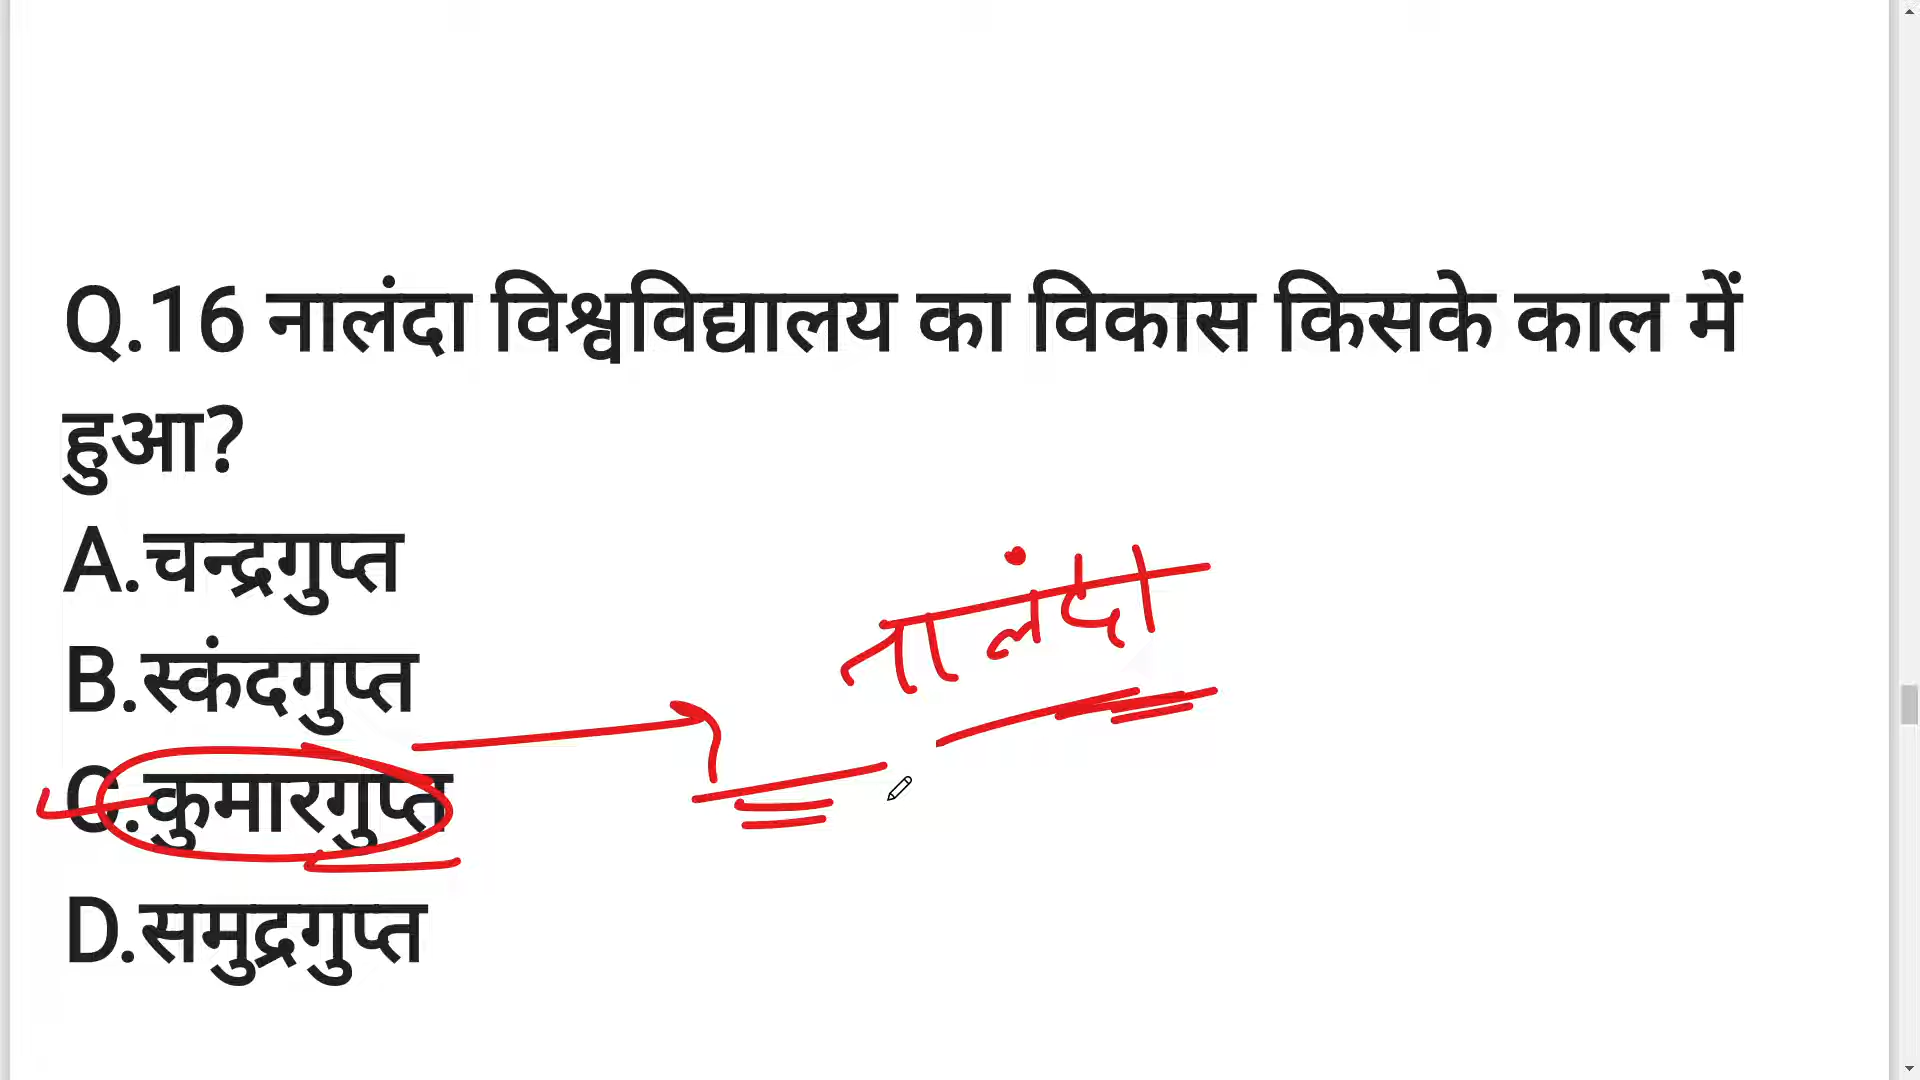 Q.16 नालंदा विश्वविद्यालय का विकास किसके काल में
हुआ?
A.चन्द्रगुप्त
B.स्कंदगुप्त
C.कुमारगुप्त
D.समुद्रगुप्त
नालंदा